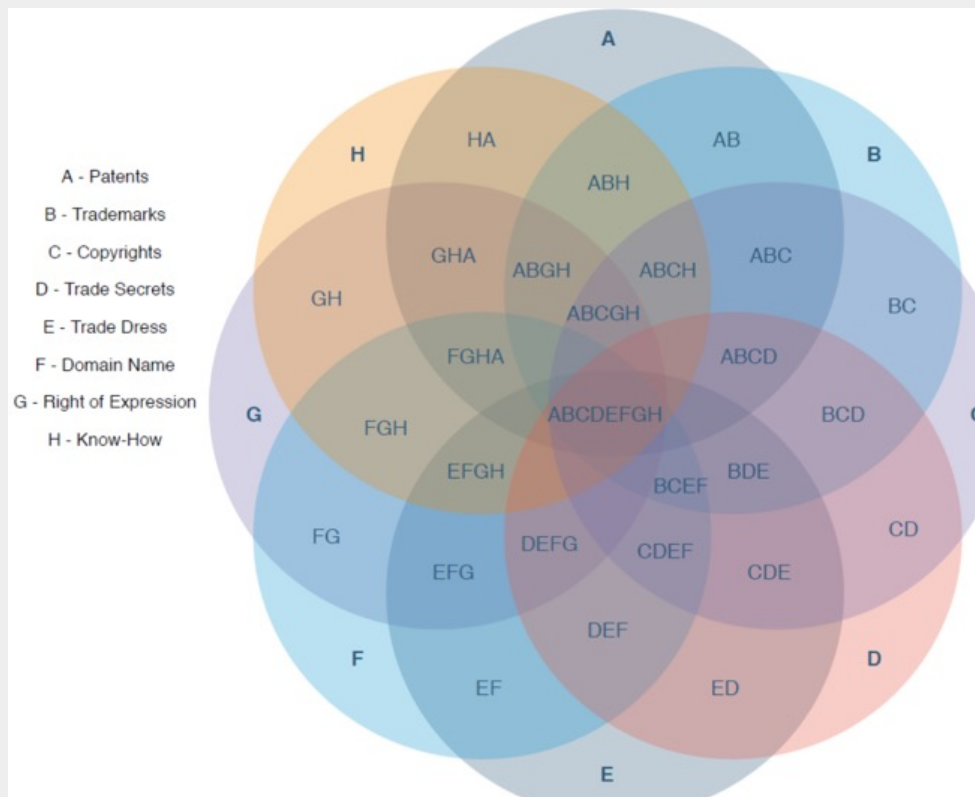 A
HA
AB
H
B
ABH
A - Patents
B - Trademarks
C - Copyrights
D - Trade Secrets
E - Trade Dress
F - Domain Name
G - Right of Expression
H - Know-How
GHA
ABGH
ABCH
ABC
GH
ABCGH
BC
FGHA
ABCD
G
FGH
ABCDEFGH
BCD
EFGH
BCEF
BDE
FG
DEFG
CDEF
CD
EFG
CDE
DEF
F
D
EF
ED
E